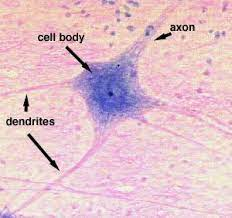 axon
cell body
dendrites